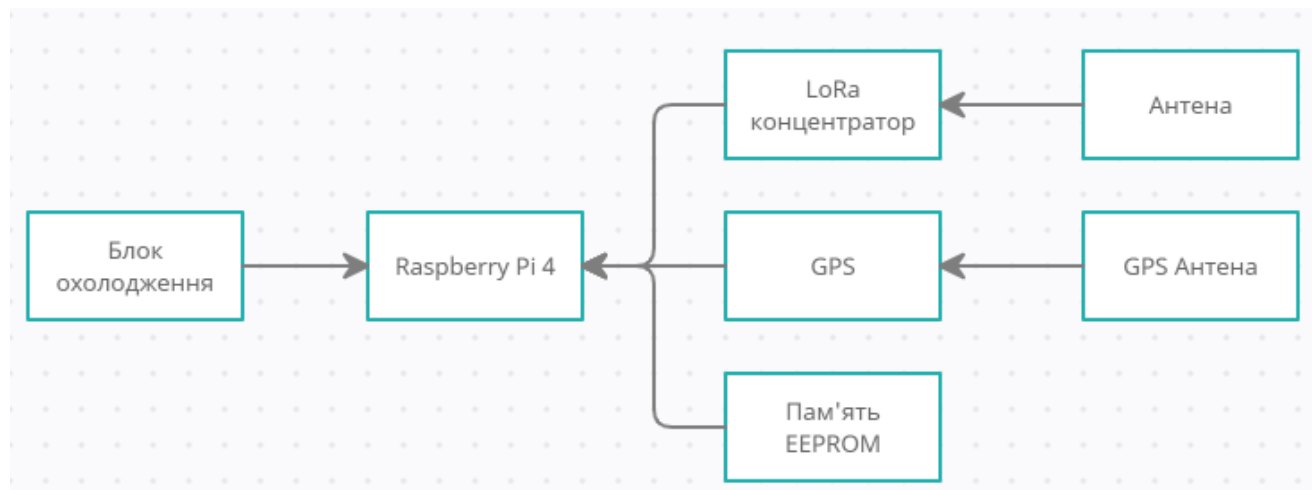 LoRa
концентратор
Антена
Блок
охолодження
Raspberry Pi 4
GPS
GPS Антена
Пам'ять
EEPROM